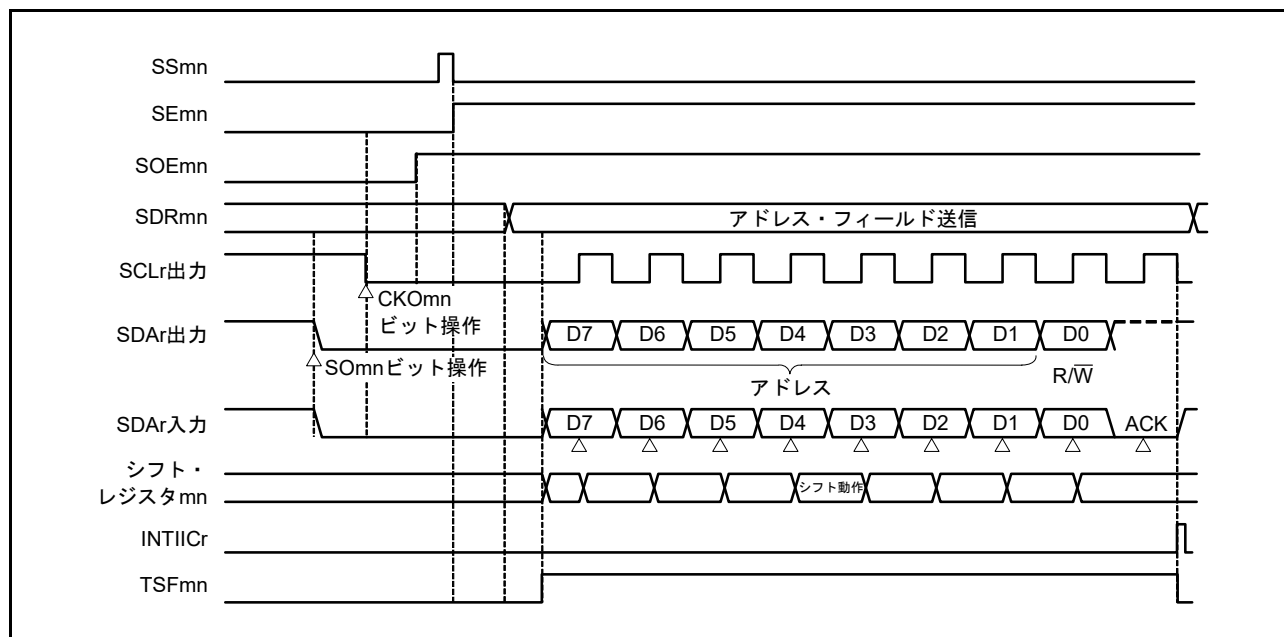 SSmn
SEmn
SOEmn
SDRmn
アドレス・フィールド送信
SCLr出力
CKOmn
ビット操作
SDAr出力
D7 D6 D5 D4 D3 D2 D1 D0
SOmnビット操作
アドレス
R/W
SDAr入力
D7 D6 D5 D4 D3 D2 D1 D0 ACK
シフト・
レジスタmn
シフト動作
INTIICr
TSFmn